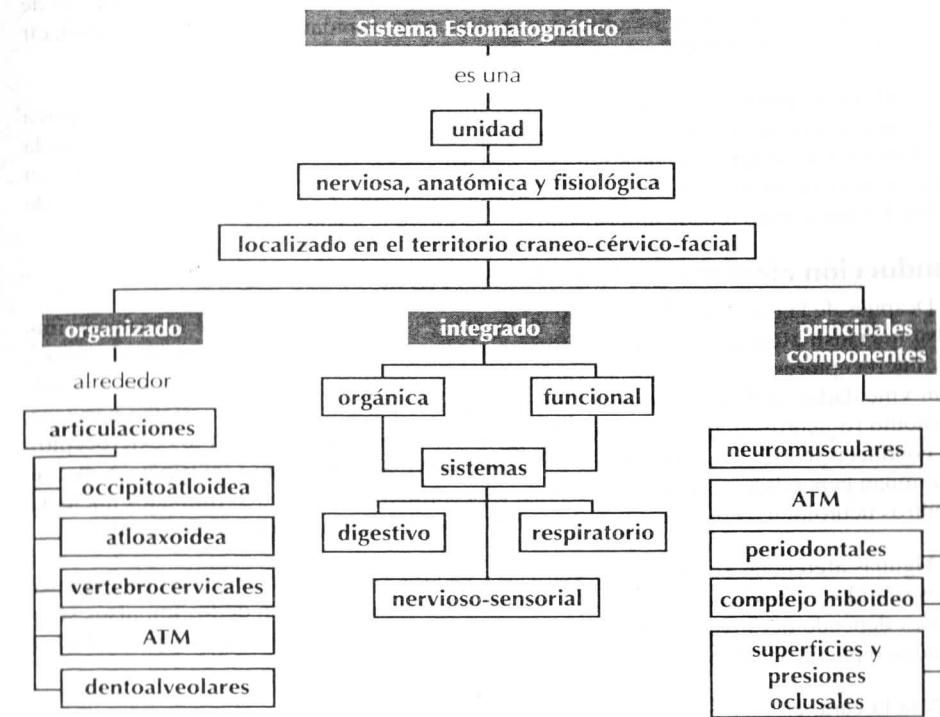 Sistema Estomatognático
es una
unidad
nerviosa, anatómica y fisiológica
localizado en el territorio craneo-cérvico-facial
organizado
alrededor
articulaciones
occipitoatloidea
atloaxoidea
vertebrocervicales
ATM
dentoalveolares
integrado
orgánica
funcional
sistemas
digestivo
respiratorio
nervioso-sensorial
principales
componentes
neuromusculares
ATM
periodontales
complejo hiboideo
superficies y
presiones
oclusales